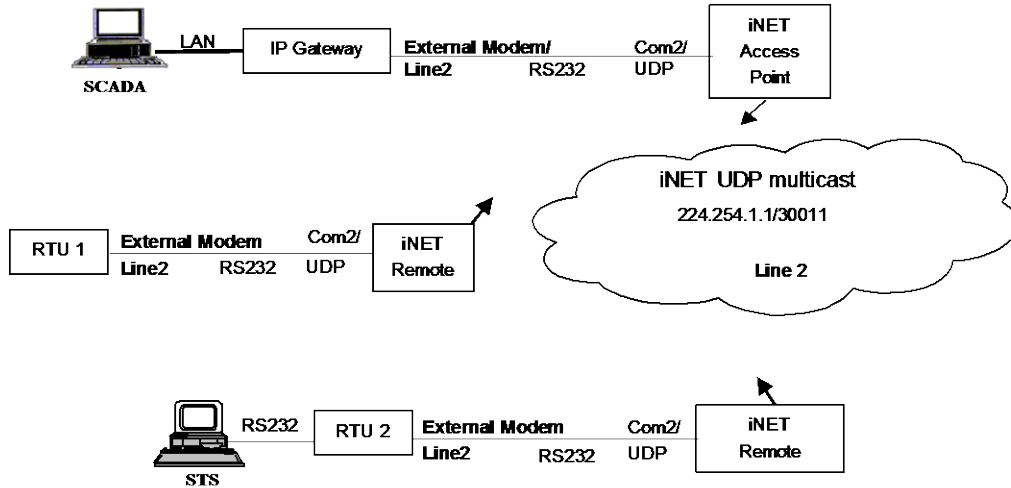 SCADA
LAN
IP Gateway
External Modem/
Line2 RS232
Com2/
UDP
iNET
Access
Point
iNET UDP multicast
224.254.1.1/30011
Line 2
RTU 1
External Modem
Line2 RS232
Com2/
UDP
iNET
Remote
STS
RS232
RTU 2
External Modem
Line2 RS232
Com2/
UDP
iNET
Remote